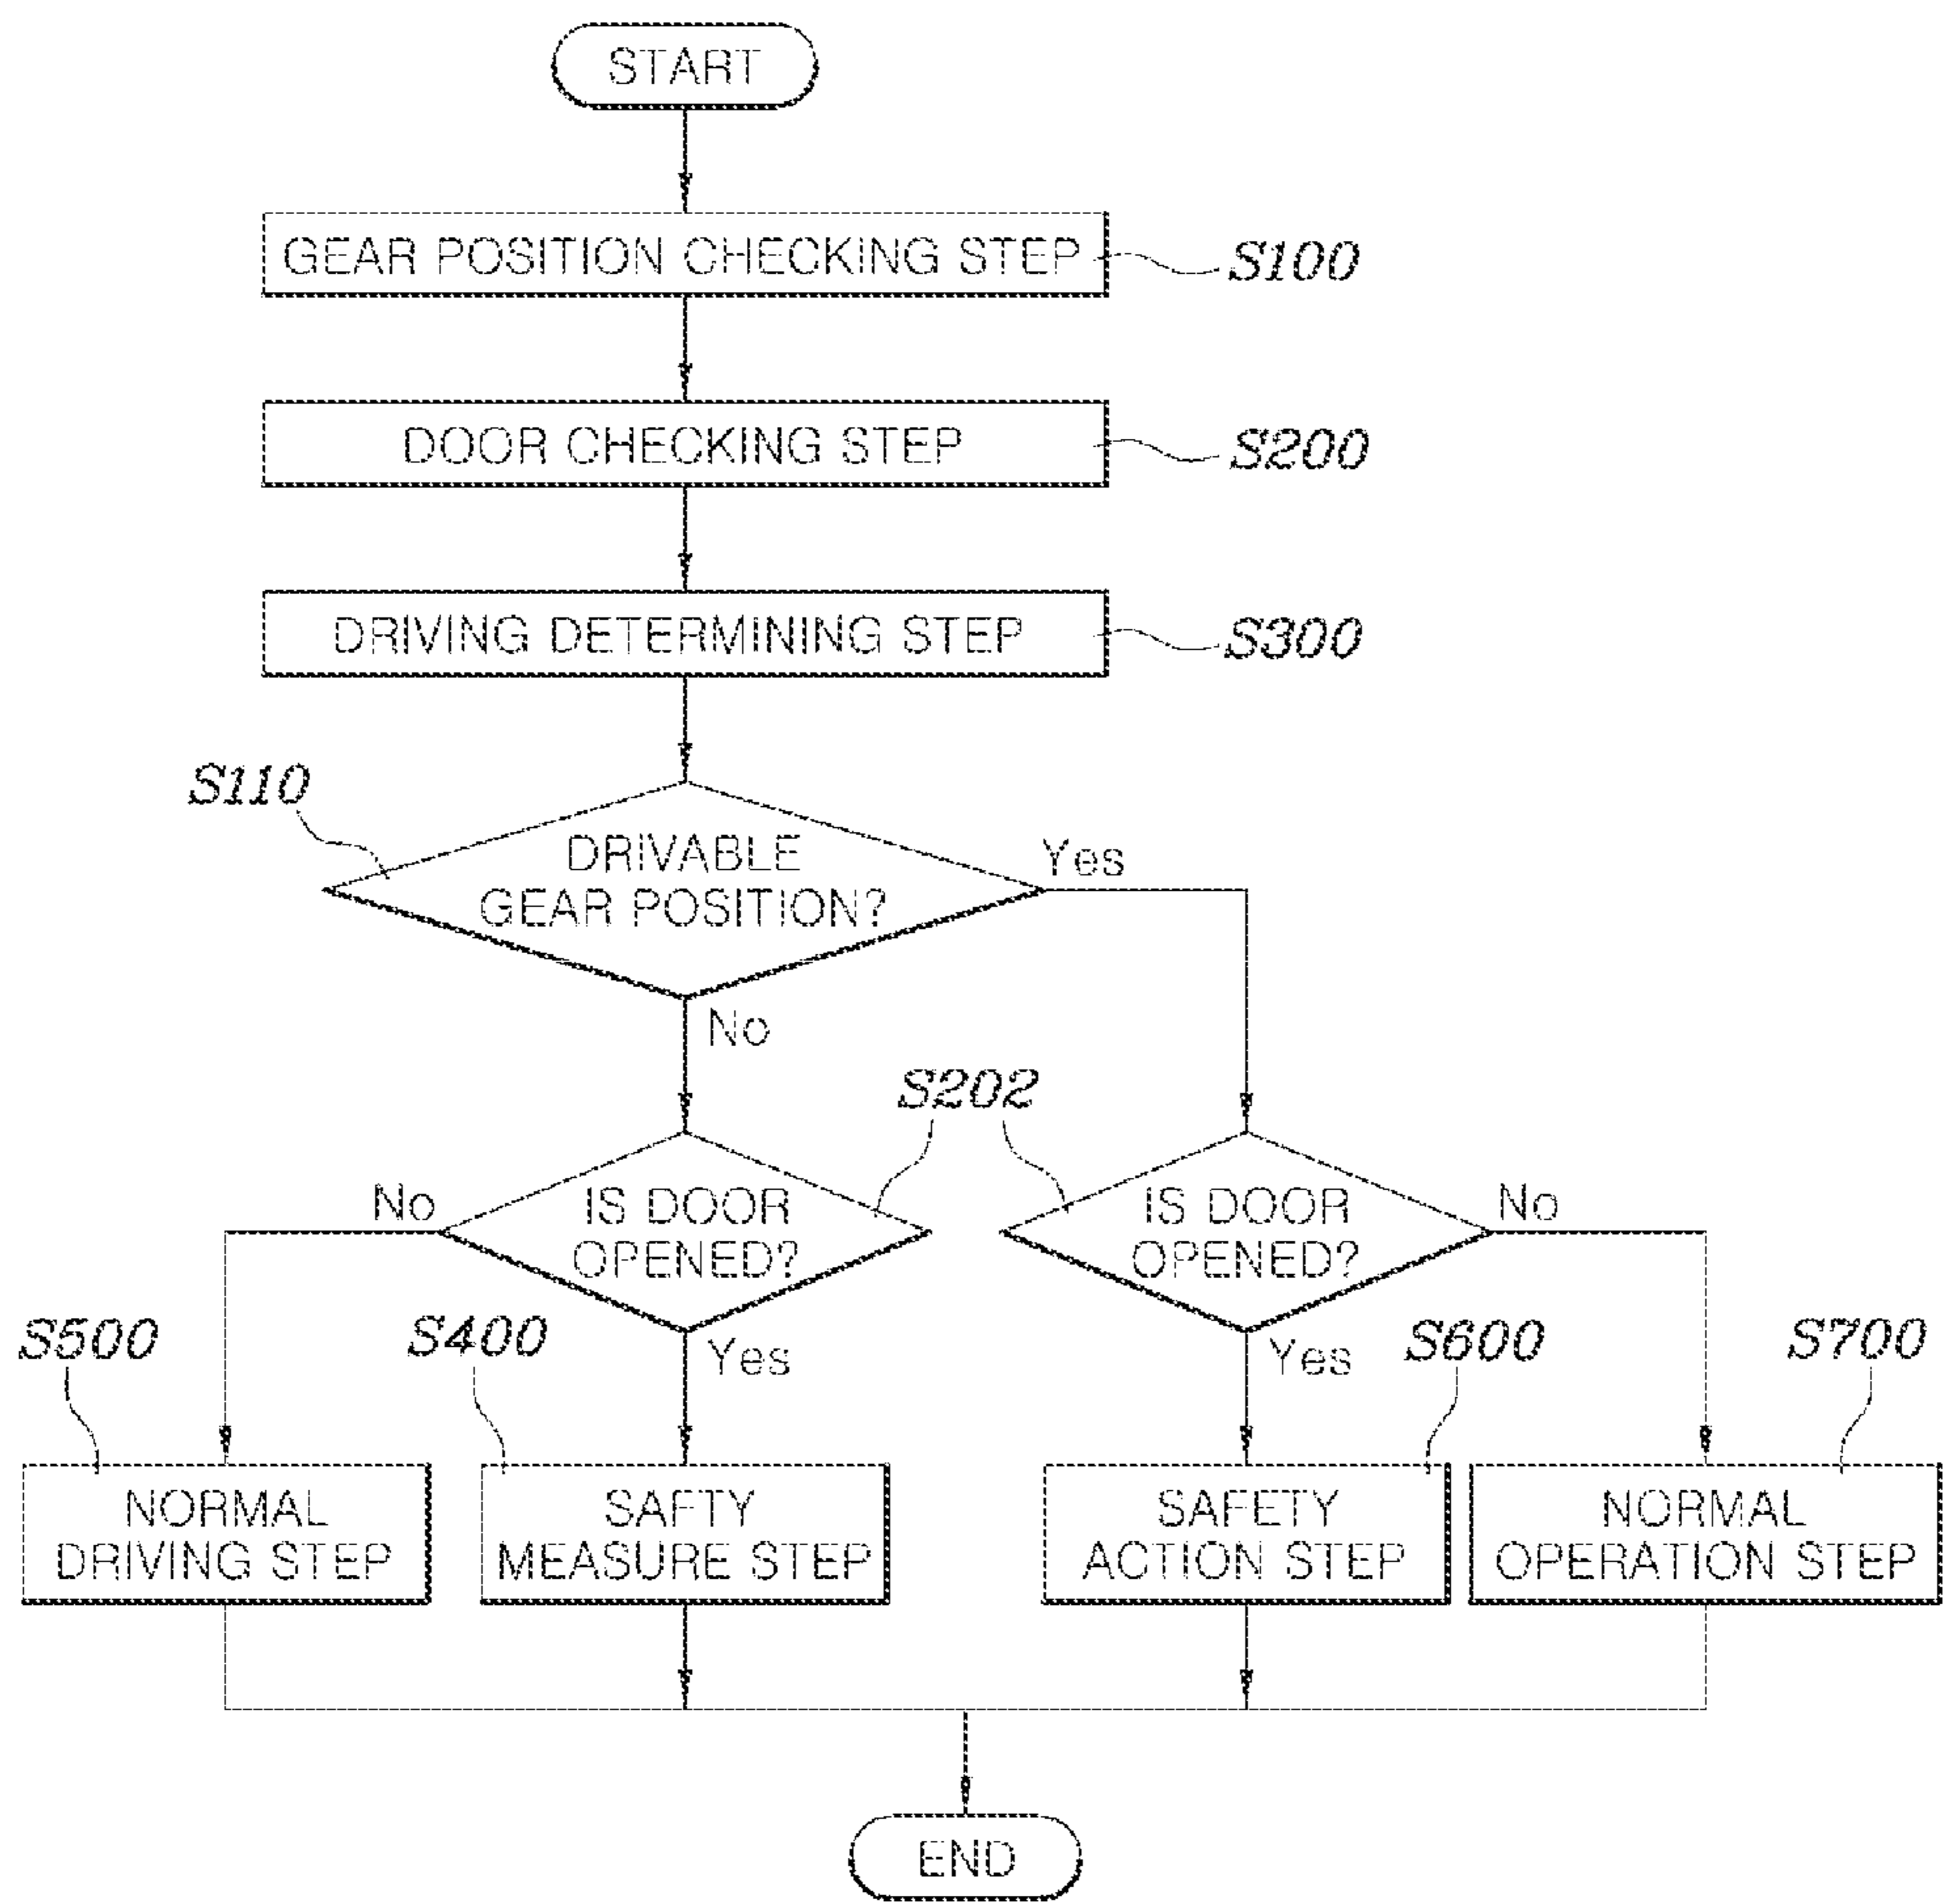 START
GEAR POSITION CHECKING STEP
S100
DOOR CHECKING STEP
S200
DRIVING DETERMINING STEP
S300
S110
DRIVABLE
GEAR POSITION?
Yes
No
S202
No
IS DOOR
OPENED?
IS DOOR
OPENED?
No
S500
S400
Yes
Yes
S600
S700
NORMAL
DRIVING STEP
SAFTY
MEASURE STEP
SAFETY
ACTION STEP
NORMAL
OPERATION STEP
END